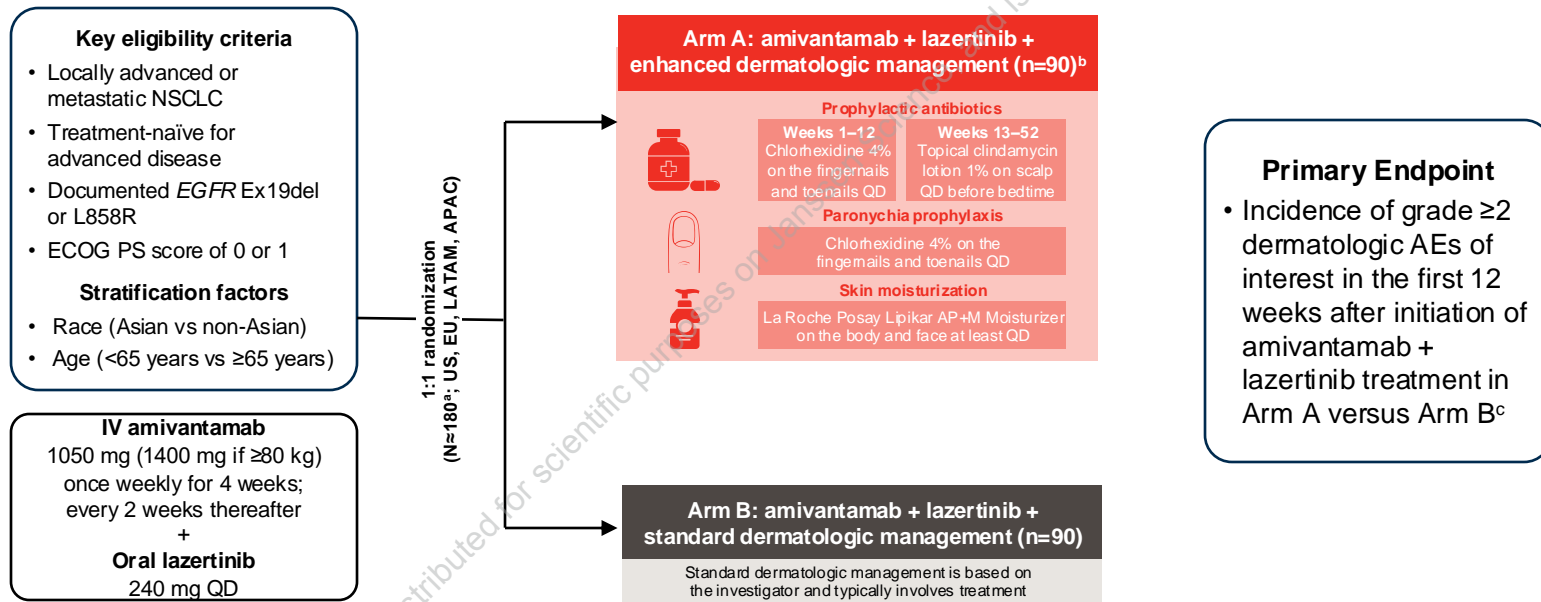 Key eligibility criteria
• Locally advanced or
metastatic NSCLC
• Treatment-naïve for
advanced disease
• Documented EGFR Ex19del
or L858R
• ECOG PS score of 0 or 1
Stratification factors
• Race (Asian vs non-Asian)
• Age (<65 years vs ≥65 years)
IV amivantamab
1050 mg (1400 mg if ≥80 kg)
once weekly for 4 weeks;
every 2 weeks thereafter
+
Oral lazertinib
240 mg QD
1:1 randomization
(N≈180ᵃ; US, EU, LATAM, APAC)
Arm A: amivantamab + lazertinib +
enhanced dermatologic management (n=90)ᵇ
Prophylactic antibiotics
Weeks 1–12
Chlorhexidine 4%
on the fingernails
and toenails QD
Weeks 13–52
Topical clindamycin
lotion 1% on scalp
QD before bedtime
Paronychia prophylaxis
Chlorhexidine 4% on the
fingernails and toenails QD
Skin moisturization
La Roche Posay Lipikar AP+M Moisturizer
on the body and face at least QD
Arm B: amivantamab + lazertinib +
standard dermatologic management (n=90)
Standard dermatologic management is based on
the investigator and typically involves treatment
Primary Endpoint
• Incidence of grade ≥2
dermatologic AEs of
interest in the first 12
weeks after initiation of
amivantamab +
lazertinib treatment in
Arm A versus Arm Bᶜ
stributed for scientific purposes on Janssen Science, and is